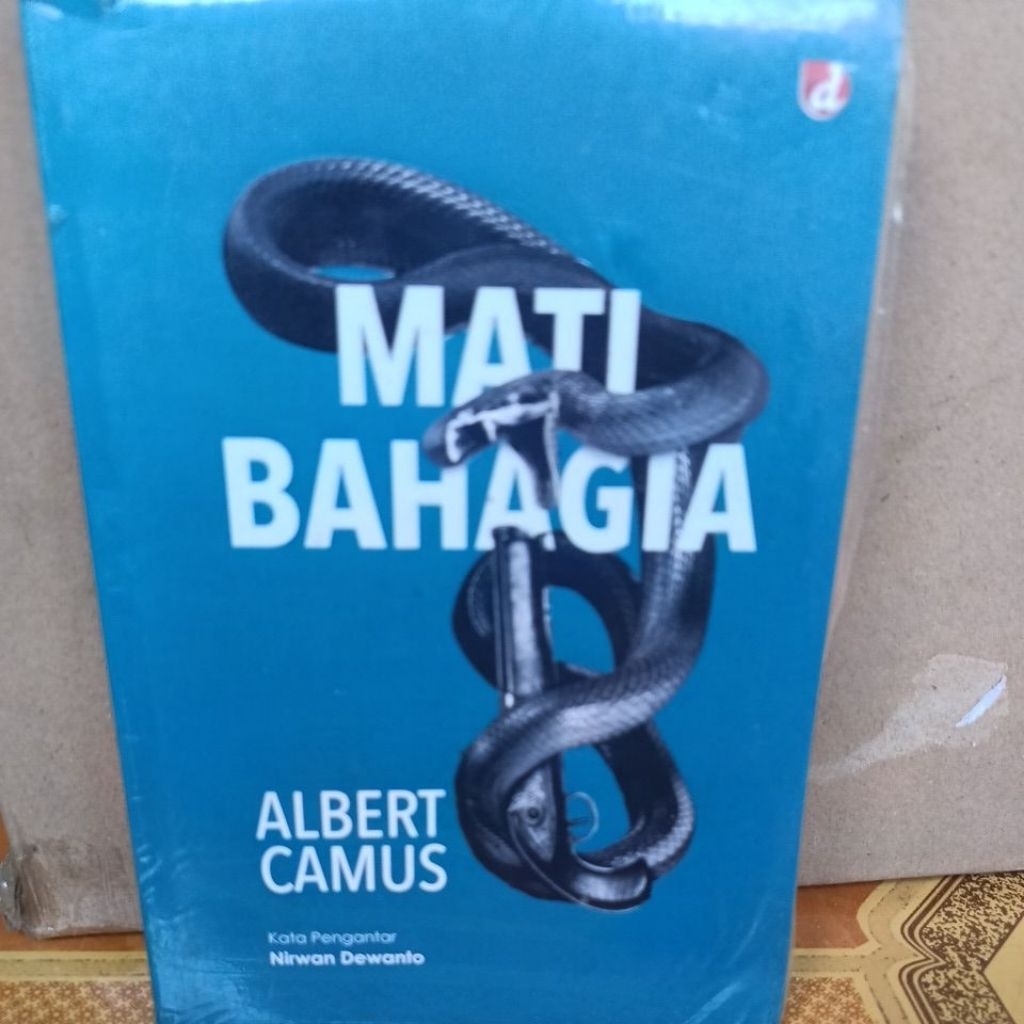 d
MATI
BAHAGIA
ALBERT
CAMUS
Kata Pengantar
Nirwan Dewanto